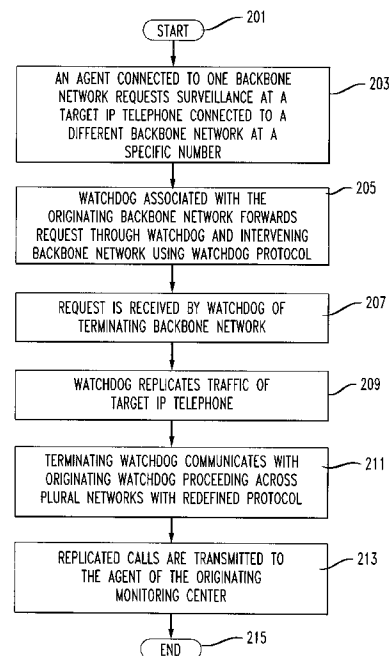 START
201
AN AGENT CONNECTED TO ONE BACKBONE
NETWORK REQUESTS SURVEILLANCE AT A
TARGET IP TELEPHONE CONNECTED TO A
DIFFERENT BACKBONE NETWORK AT A
SPECIFIC NUMBER
203
WATCHDOG ASSOCIATED WITH THE
ORIGINATING BACKBONE NETWORK FORWARDS
REQUEST THROUGH WATCHDOG AND INTERVENING
BACKBONE NETWORK USING WATCHDOG PROTOCOL
205
REQUEST IS RECEIVED BY WATCHDOG OF
TERMINATING BACKBONE NETWORK
207
WATCHDOG REPLICATES TRAFFIC OF
TARGET IP TELEPHONE
209
TERMINATING WATCHDOG COMMUNICATES WITH
ORIGINATING WATCHDOG PROCEEDING ACROSS
PLURAL NETWORKS WITH REDEFINED PROTOCOL
211
REPLICATED CALLS ARE TRANSMITTED TO
THE AGENT OF THE ORIGINATING
MONITORING CENTER
213
END
215